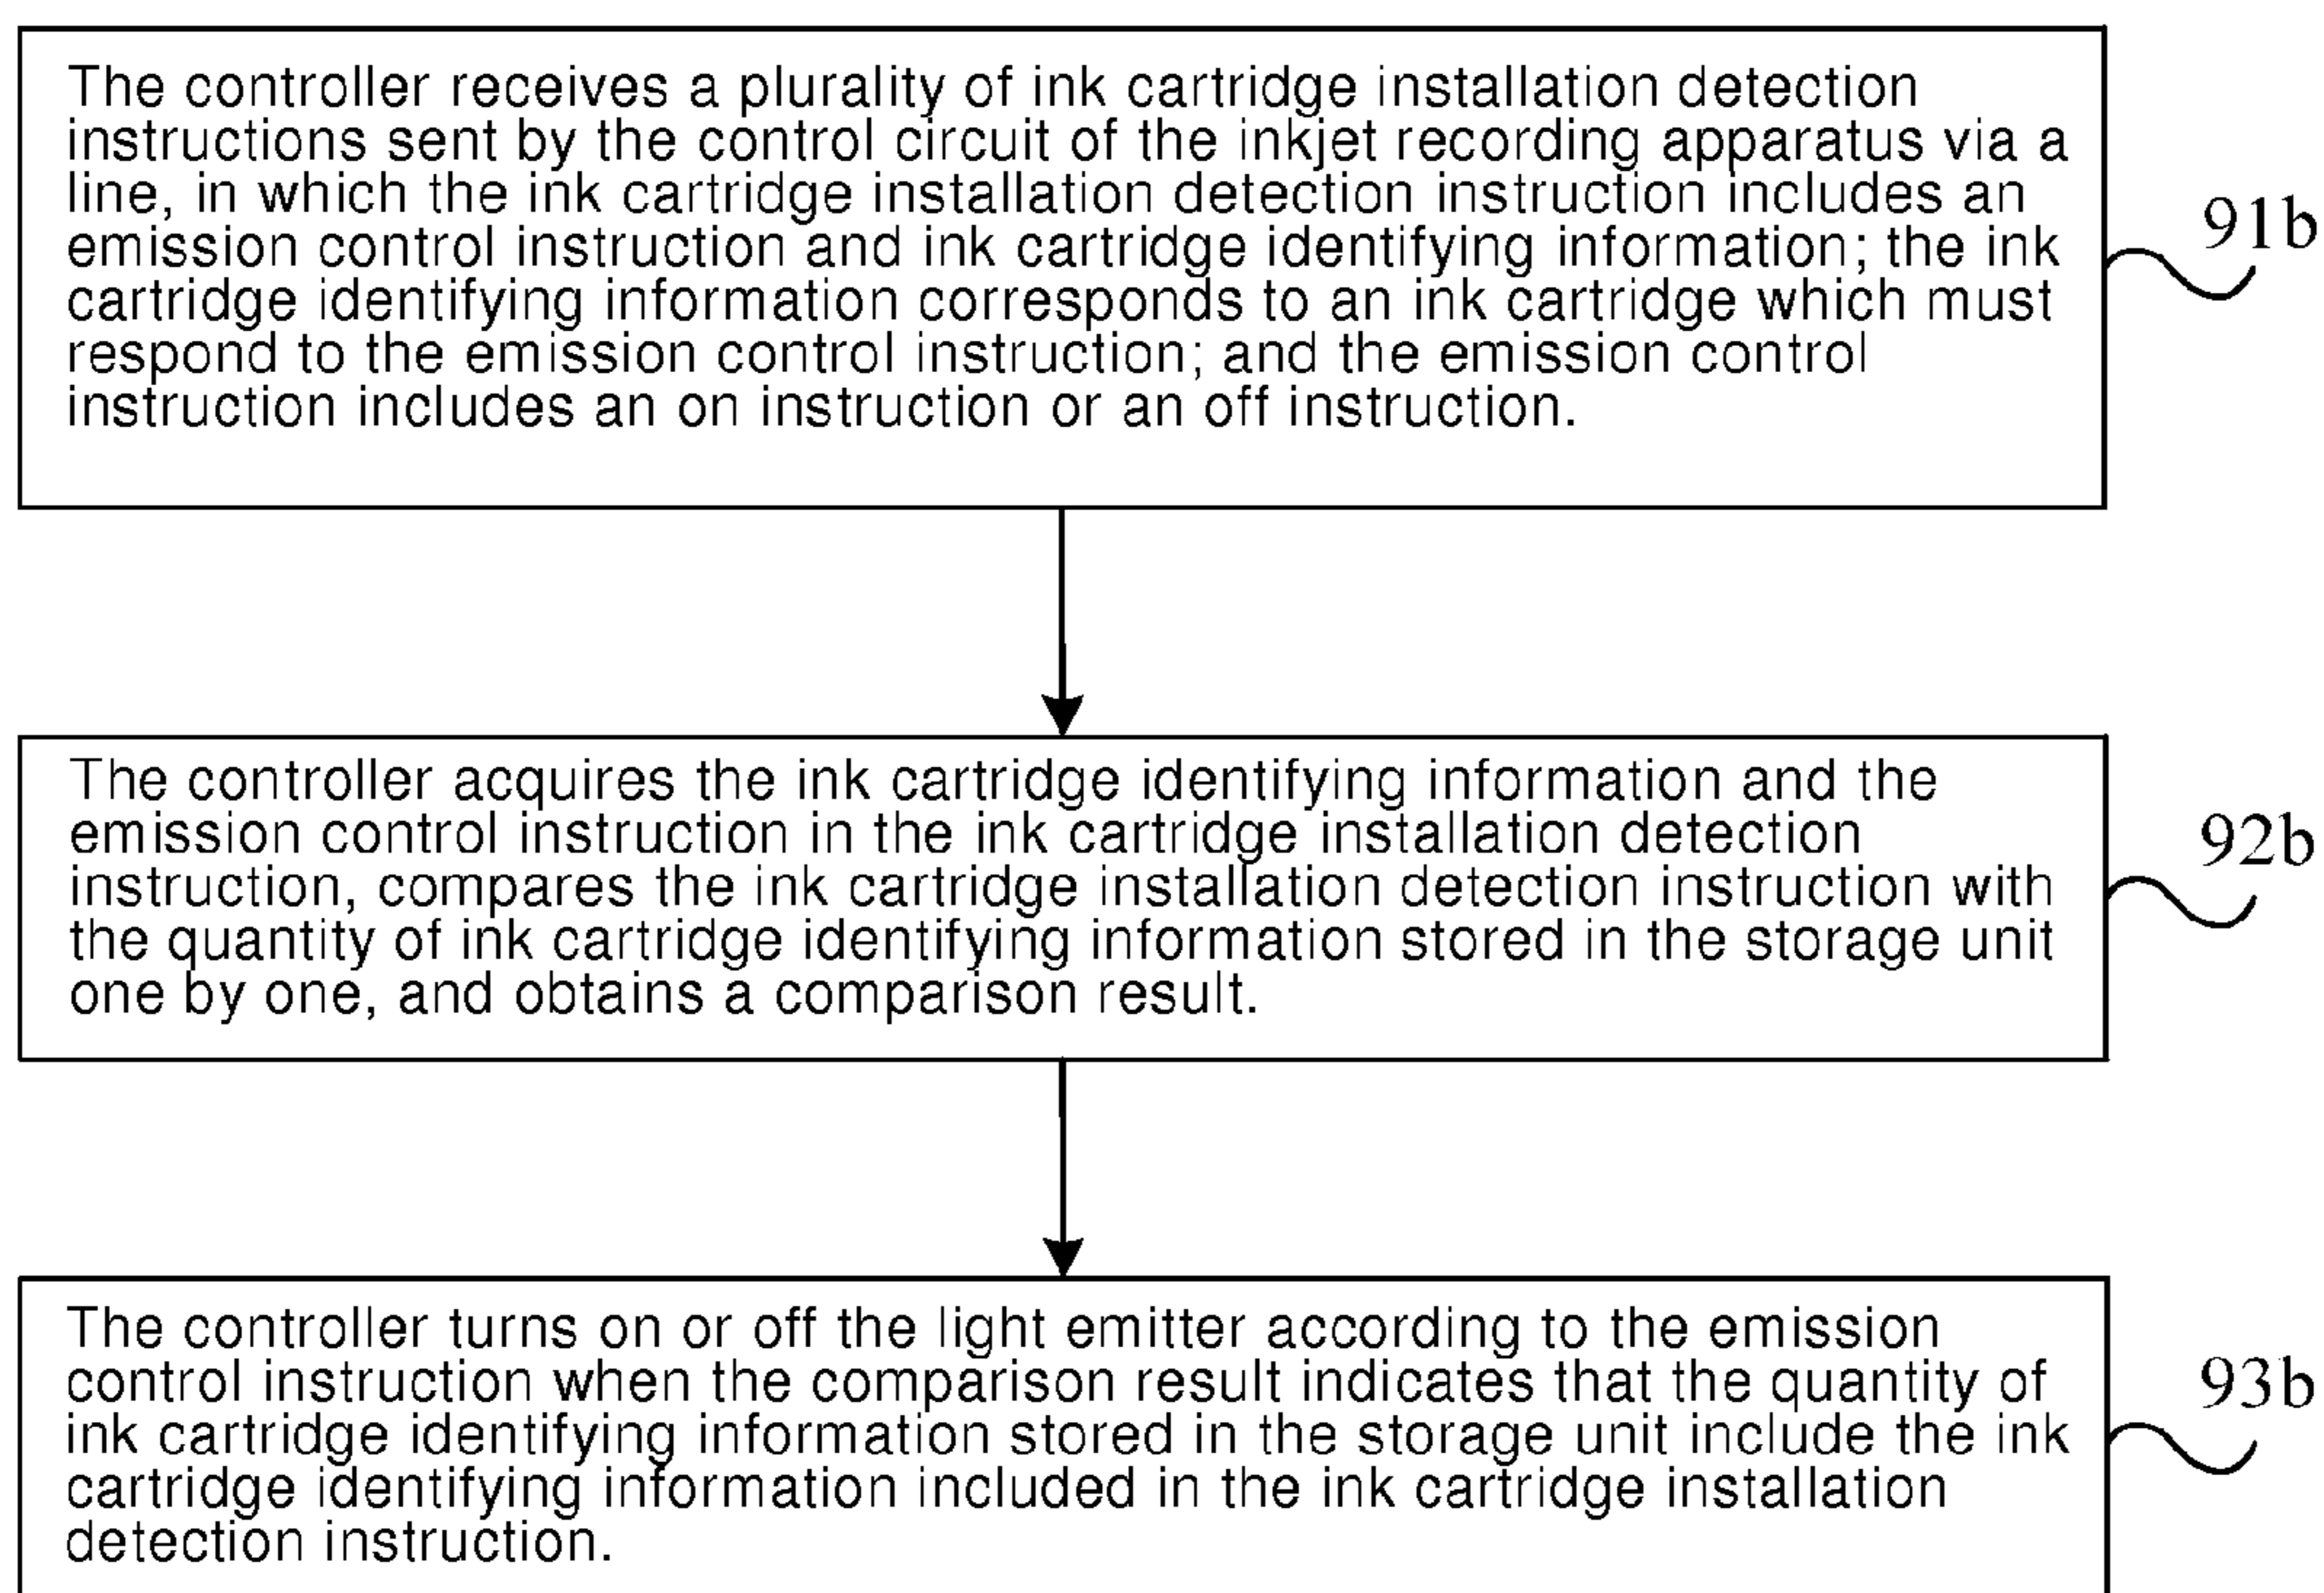 The controller receives a plurality of ink cartridge installation detection
instructions sent by the control circuit of the inkjet recording apparatus via a
line, in which the ink cartridge installation detection instruction includes an
emission control instruction and ink cartridge identifying information; the ink
cartridge identifying information corresponds to an ink cartridge which must
respond to the emission control instruction; and the emission control
instruction includes an on instruction or an off instruction.
91b
The controller acquires the ink cartridge identifying information and the
emission control instruction in the ink cartridge installation detection
instruction, compares the ink cartridge installation detection instruction with
the quantity of ink cartridge identifying information stored in the storage unit
one by one, and obtains a comparison result.
92b
The controller turns on or off the light emitter according to the emission
control instruction when the comparison result indicates that the quantity of
ink cartridge identifying information stored in the storage unit include the ink
cartridge identifying information included in the ink cartridge installation
detection instruction.
93b